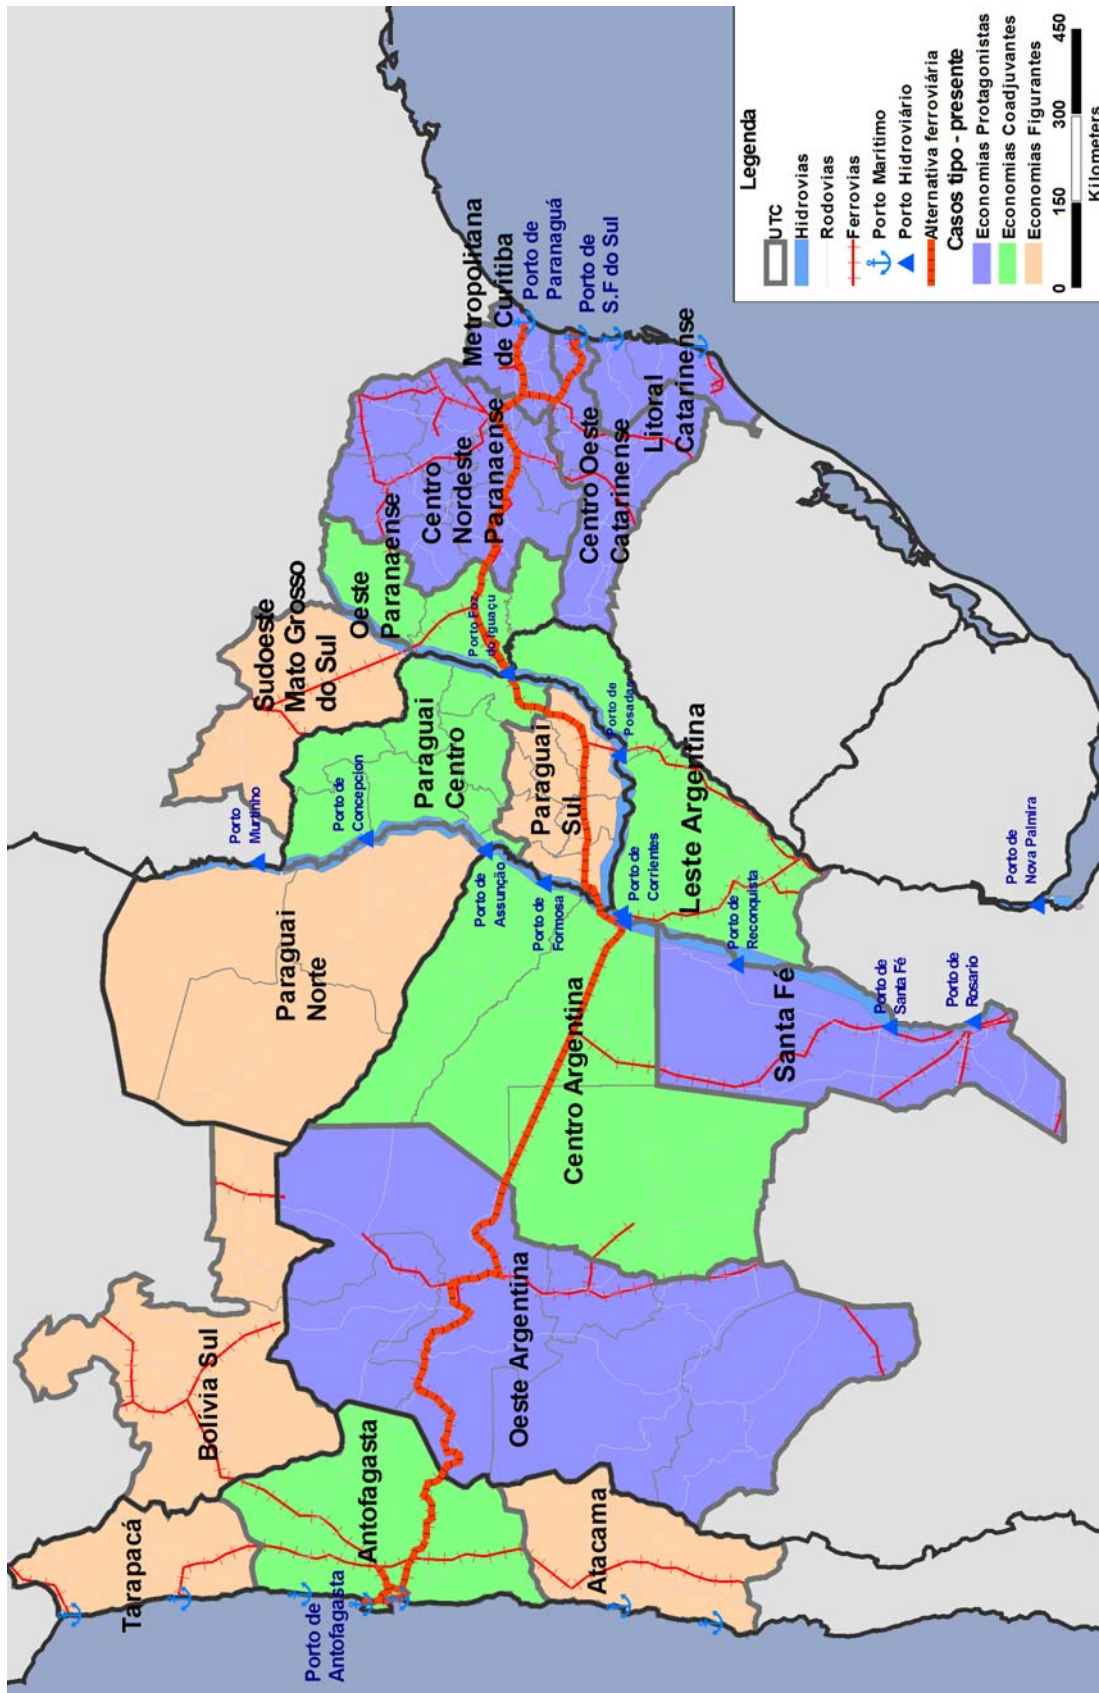 Tarapacá
Bolívia Sul
Porto de
Antofagasta
Antofagasta
Atacama
Oeste Argentina
Paraguai
Norte
Centro Argentina
Santa Fé
Porto
Murtinho
Porto de
Concepcion
Porto de
Assunção
Porto de
Formosa
Porto de
Corrientes
Porto de
Reconquista
Porto de
Santa Fé
Porto de
Rosario
Porto de
Nova Palmira
Paraguai
Centro
Paraguai
Sul
Leste Argentina
Porto de
Posadas
Porto Foz
do Iguaçu
Sudoeste
Mato Grosso
do Sul
Oeste
Paranaense
Centro
Nordeste
Paranaense
Centro Oeste
Catarinense
Litoral
Catarinense
Metropolitana
de Curitiba
Porto de
Paranaguá
Porto de
S.F do Sul
Legenda
UTC
Hidrovias
Rodovias
Ferrovias
Porto Marítimo
Porto Hidroviário
Alternativa ferroviária
Casos tipo - presente
Economias Protagonistas
Economias Coadjuvantes
Economias Figurantes
0 150 300 450
Kilometers